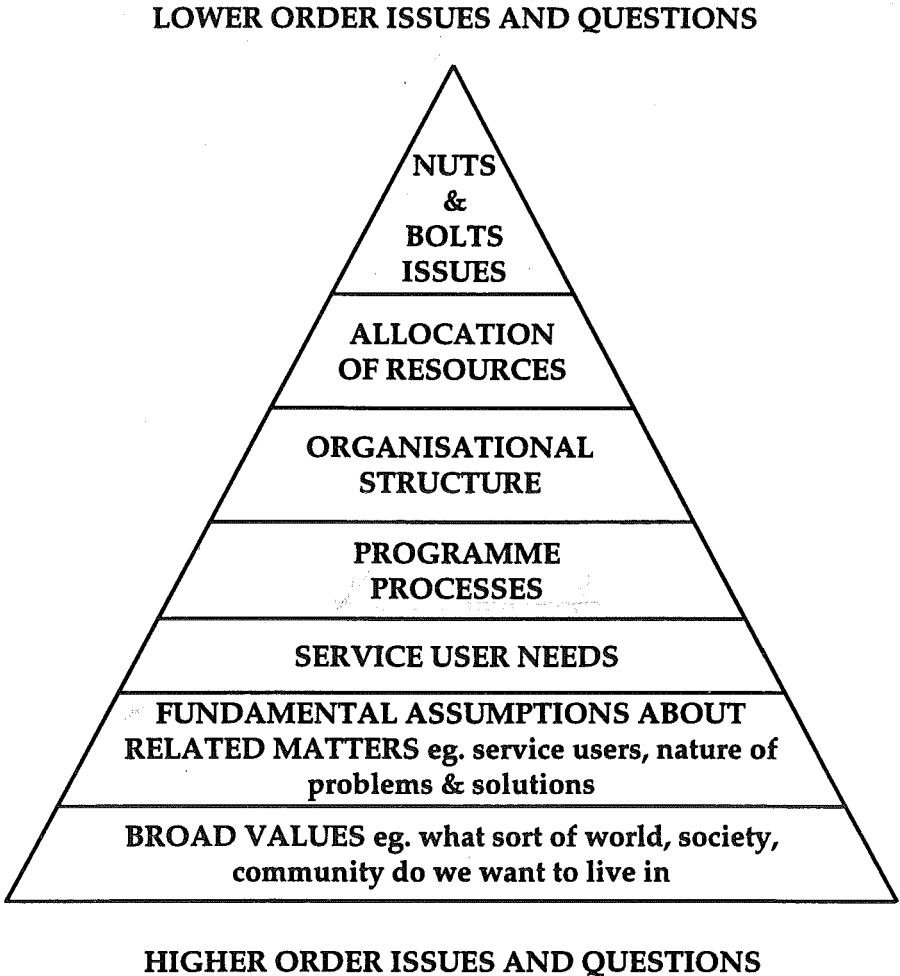 LOWER ORDER ISSUES AND QUESTIONS
NUTS
&
BOLTS
ISSUES
ALLOCATION
OF RESOURCES
ORGANISATIONAL
STRUCTURE
PROGRAMME
PROCESSES
SERVICE USER NEEDS
FUNDAMENTAL ASSUMPTIONS ABOUT
RELATED MATTERS eg. service users, nature of
problems & solutions
BROAD VALUES eg. what sort of world, society,
community do we want to live in
HIGHER ORDER ISSUES AND QUESTIONS